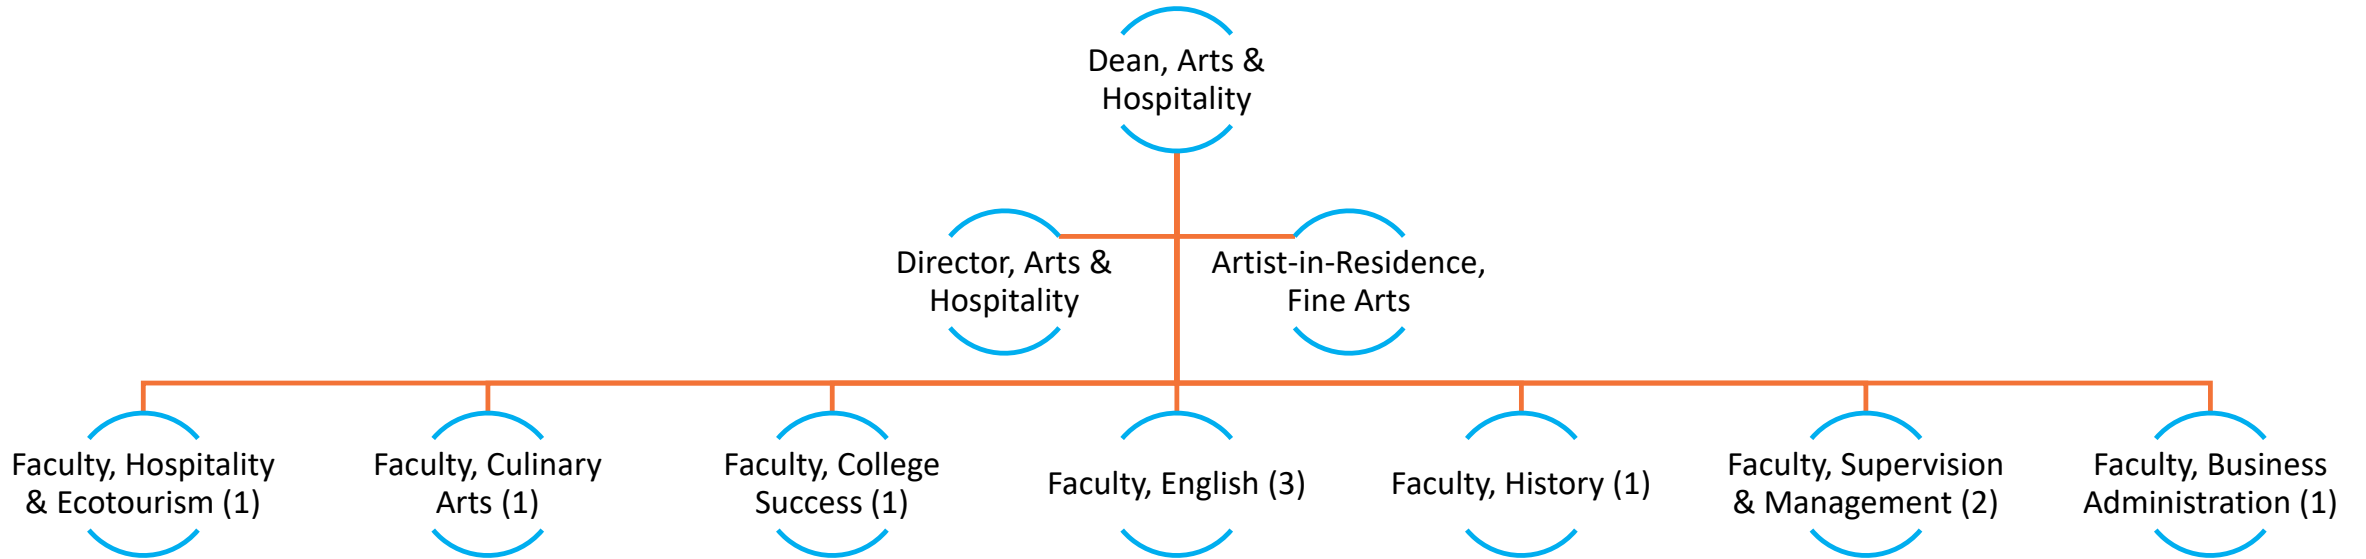 Dean, Arts &
Hospitality
Director, Arts &
Hospitality
Artist-in-Residence,
Fine Arts
Faculty, Hospitality
& Ecotourism (1)
Faculty, Culinary
Arts (1)
Faculty, College
Success (1)
Faculty, English (3)
Faculty, History (1)
Faculty, Supervision
& Management (2)
Faculty, Business
Administration (1)